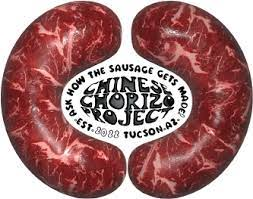 ASK HOW THE SAUSAGE GETS MADE!
CHINESE
CHORIZO
PROJECT
EST. 2022 TUCSON, AZ.